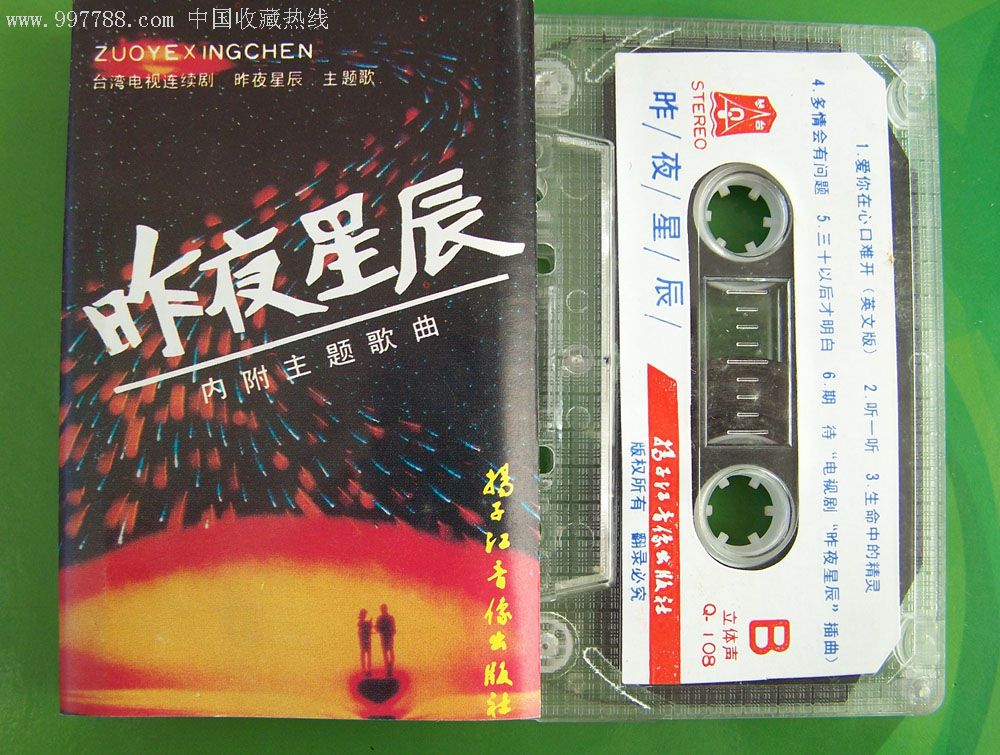 www.997788.com 中国收藏热线
ZUOYEXINGCHEN
台湾电视连续剧 昨夜星辰 主题歌
昨夜星辰
内附主题歌曲
扬子江音像出版社
琴台
STEREO
昨/夜/星/辰/
扬子江音像出版社
版权所有 翻录必究
1.爱你在心口难开（英文版） 2.听一听 3.生命中的精灵
4.多情会有问题 5.三十以后才明白 6.期 待“电视剧“昨夜星辰”插曲）
B
立体声
Q-108